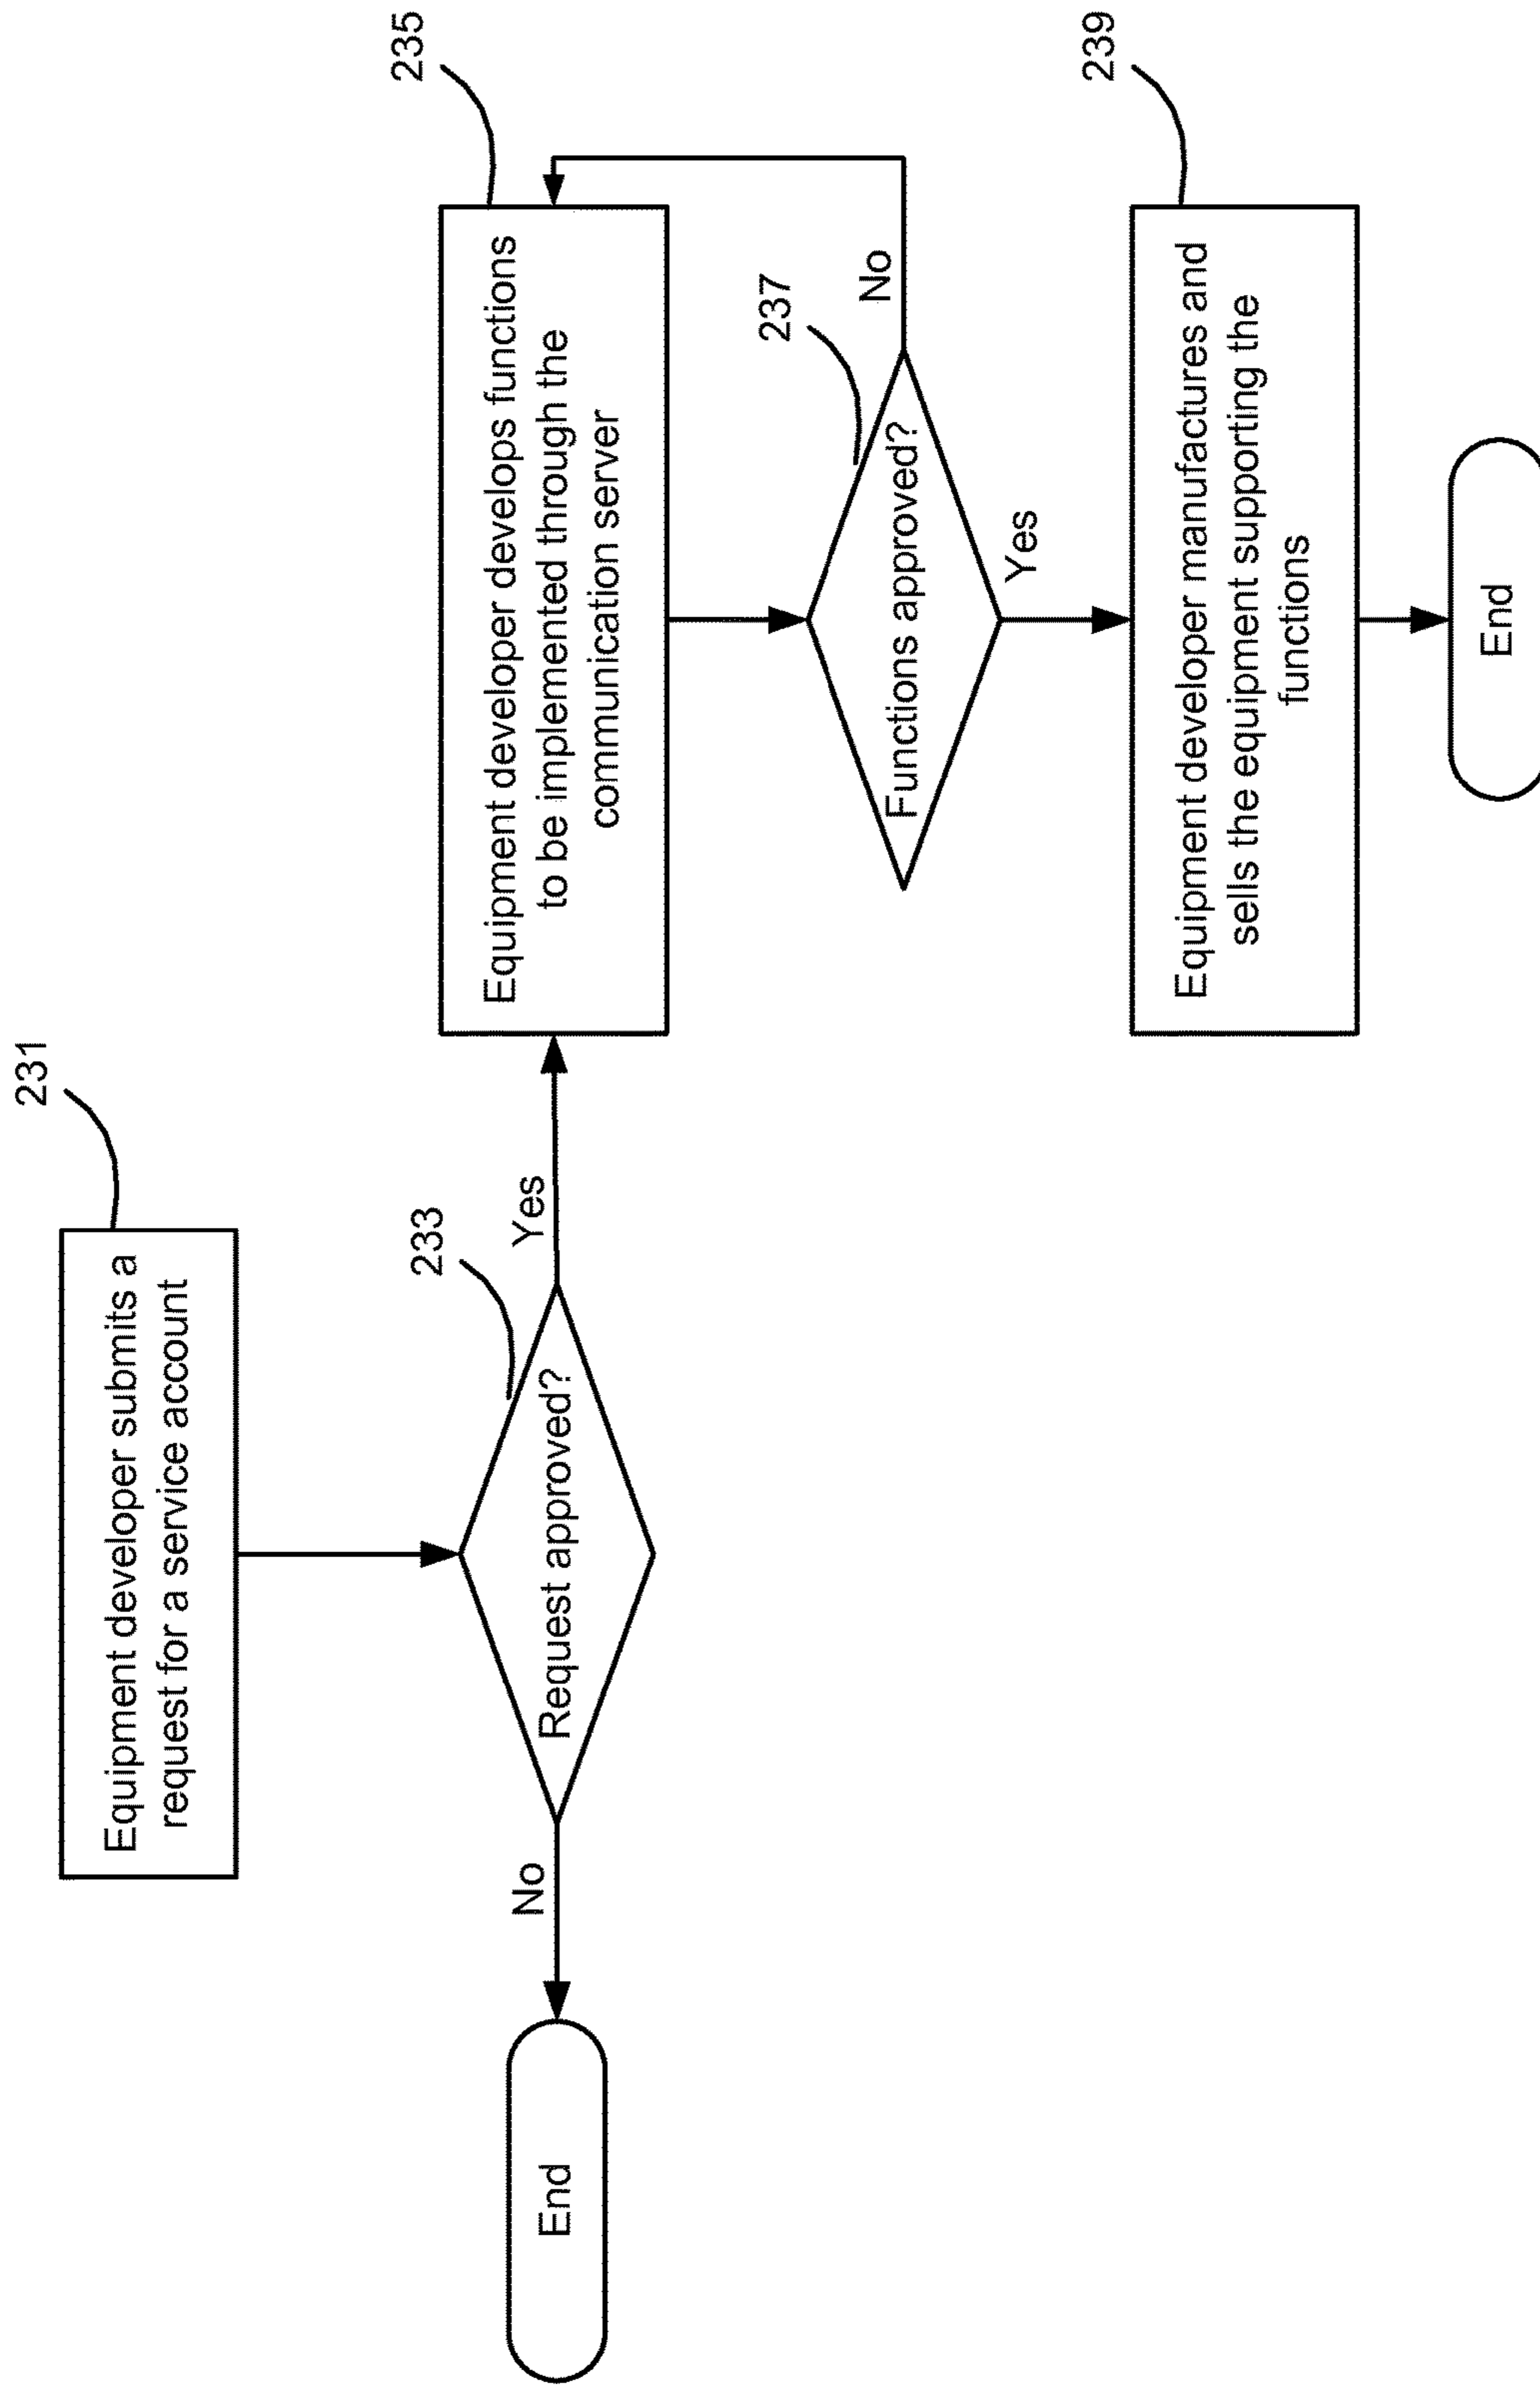 231
Equipment developer submits a
request for a service account
233
Request approved?
No
Yes
End
235
Equipment developer develops functions
to be implemented through the
communication server
237
Functions approved?
No
Yes
239
Equipment developer manufactures and
sells the equipment supporting the
functions
End